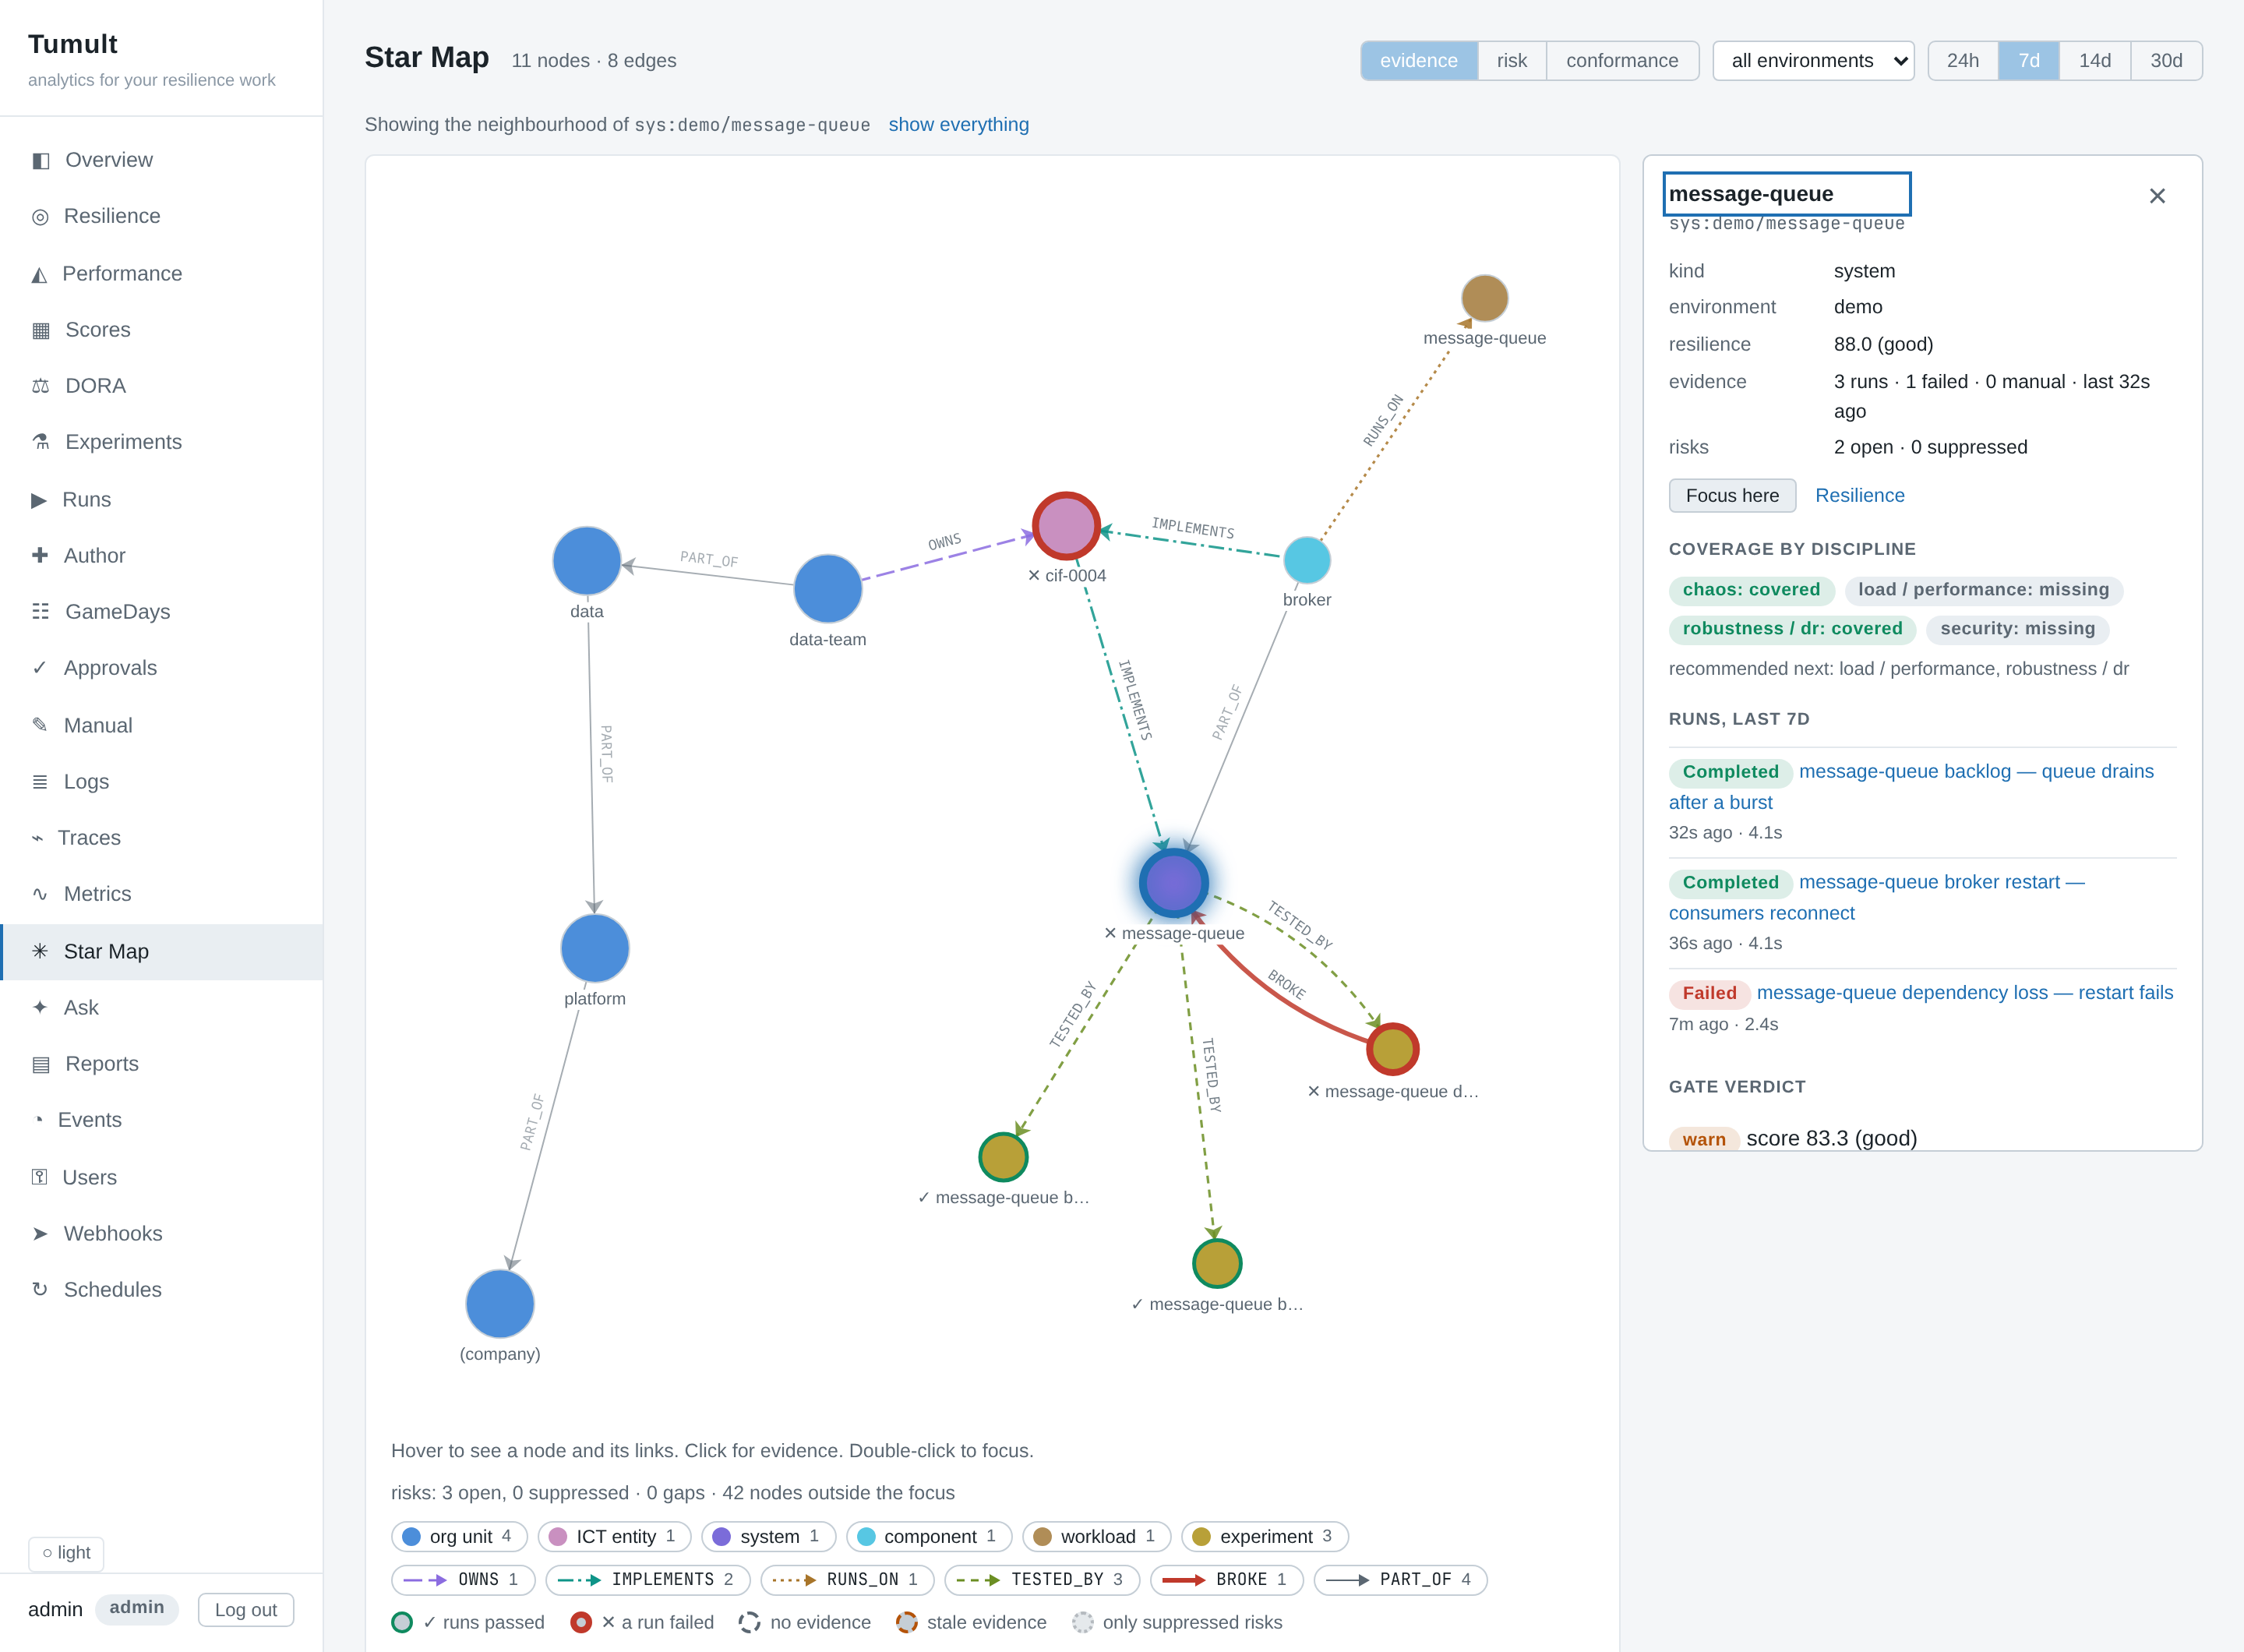 Tumult
analytics for your resilience work
Overview
Resilience
Performance
Scores
DORA
Experiments
Runs
Author
GameDays
Approvals
Manual
Logs
Traces
Metrics
Star Map
Ask
Reports
Events
Users
Webhooks
Schedules
○ light
admin admin Log out
Star Map 11 nodes · 8 edges
evidence risk conformance all environments 24h 7d 14d 30d
Showing the neighbourhood of sys:demo/message-queue show everything
message-queue
RUNS_ON
OWNS
IMPLEMENTS
PART_OF
✕ cif-0004
data
broker
data-team
IMPLEMENTS
PART_OF
PART_OF
TESTED_BY
✕ message-queue
BROKE
platform
TESTED_BY
TESTED_BY
✕ message-queue d…
PART_OF
✓ message-queue b…
✓ message-queue b…
(company)
Hover to see a node and its links. Click for evidence. Double-click to focus.
risks: 3 open, 0 suppressed · 0 gaps · 42 nodes outside the focus
org unit 4 ICT entity 1 system 1 component 1 workload 1 experiment 3
OWNS 1 IMPLEMENTS 2 RUNS_ON 1 TESTED_BY 3 BROKE 1 PART_OF 4
✓ runs passed ✕ a run failed no evidence stale evidence only suppressed risks
message-queue ✕
sys:demo/message-queue
kind system
environment demo
resilience 88.0 (good)
evidence 3 runs · 1 failed · 0 manual · last 32s
ago
risks 2 open · 0 suppressed
Focus here Resilience
COVERAGE BY DISCIPLINE
chaos: covered load / performance: missing
robustness / dr: covered security: missing
recommended next: load / performance, robustness / dr
RUNS, LAST 7D
Completed message-queue backlog — queue drains
after a burst
32s ago · 4.1s
Completed message-queue broker restart —
consumers reconnect
36s ago · 4.1s
Failed message-queue dependency loss — restart fails
7m ago · 2.4s
GATE VERDICT
warn score 83.3 (good)